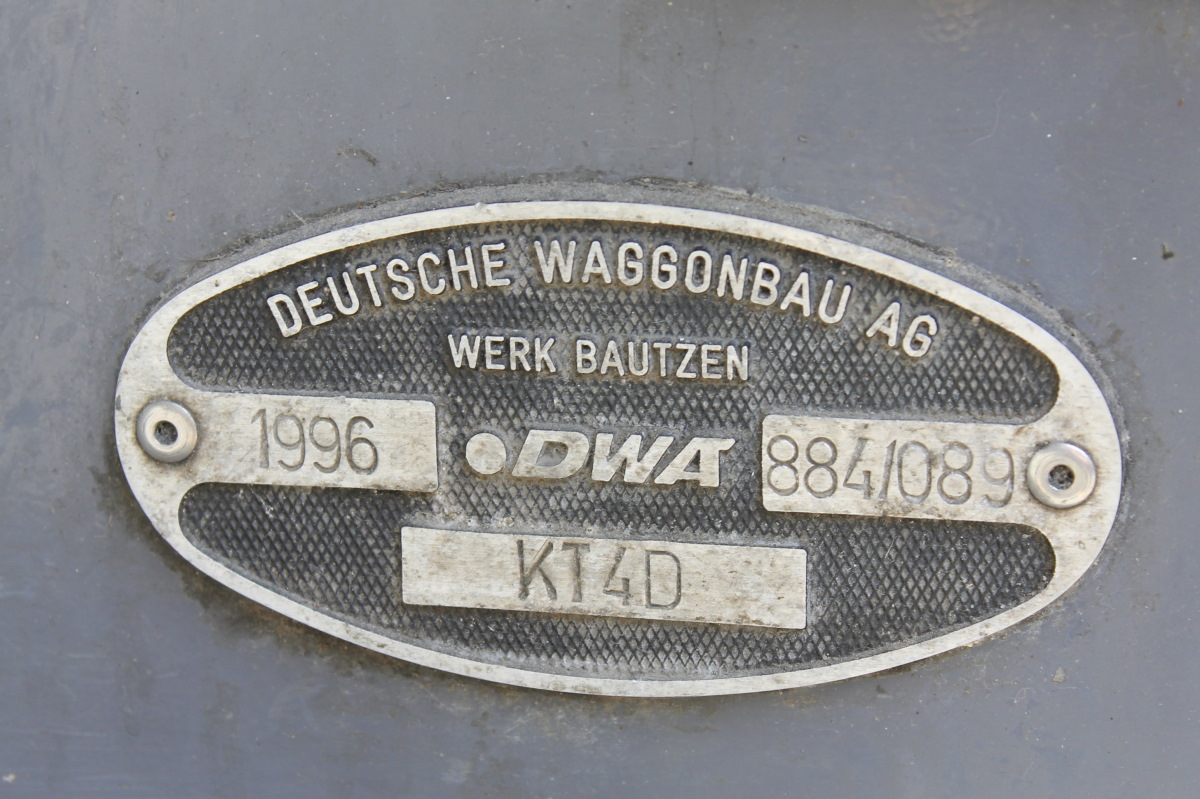 DEUTSCHE WAGGONBAU AG
WERK BAUTZEN
1996
DWA
884/089
KT4D